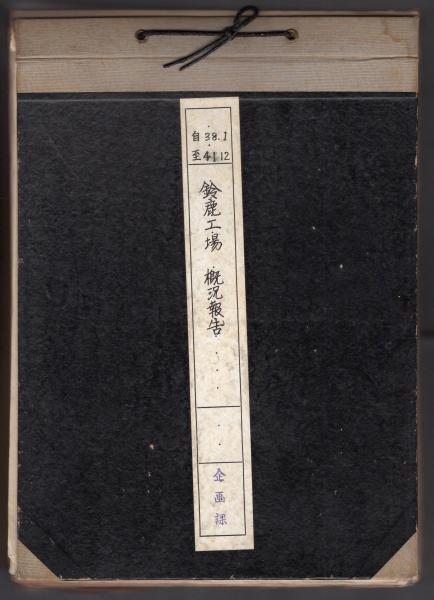 自 38.1
至 41.12
鈴鹿工場 概況報告
企画課